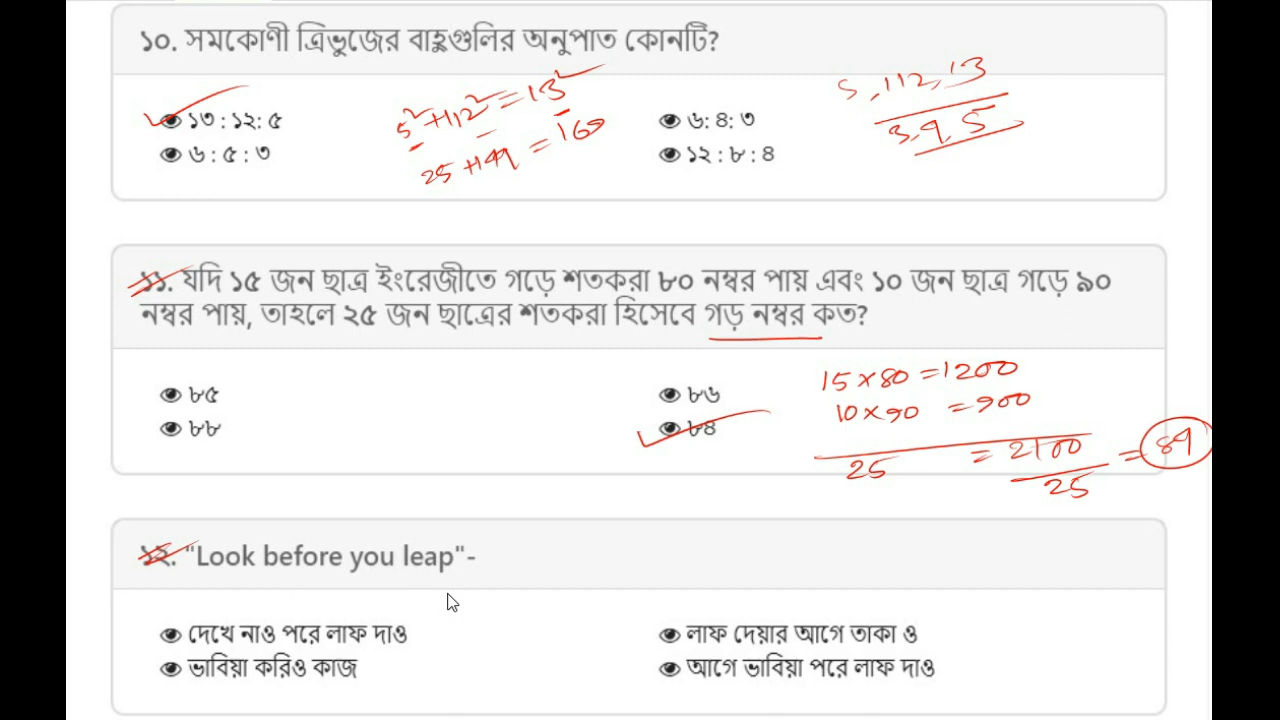 ১০. সমকোণী ত্রিভুজের বাহুগুলির অনুপাত কোনটি?
5, 12, 13
৩, 4, 5
১৩ : ১২: ৫
5² + 12² = 13²
৬: ৪: ৩
৬ : ৫ : ৩
25 + 144 = 169
১২ : ৮ : ৪
১১. যদি ১৫ জন ছাত্র ইংরেজীতে গড়ে শতকরা ৮০ নম্বর পায় এবং ১০ জন ছাত্র গড়ে ৯০
নম্বর পায়, তাহলে ২৫ জন ছাত্রের শতকরা হিসেবে গড় নম্বর কত?
৮৫
৮৬
15 × 80 = 1200
৮৮
৮৪
10 × 90 = 900
25 = 2100
25
= 84
১২. "Look before you leap"-
দেখে নাও পরে লাফ দাও
লাফ দেয়ার আগে তাকা ও
ভাবিয়া করিও কাজ
আগে ভাবিয়া পরে লাফ দাও